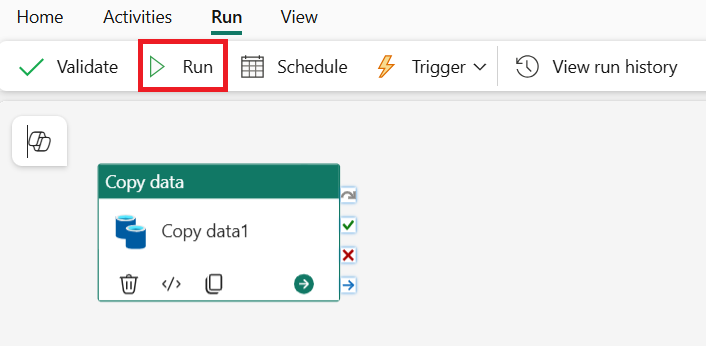 Home Activities Run View
Validate Run Schedule Trigger View run history
Copy data
Copy data1